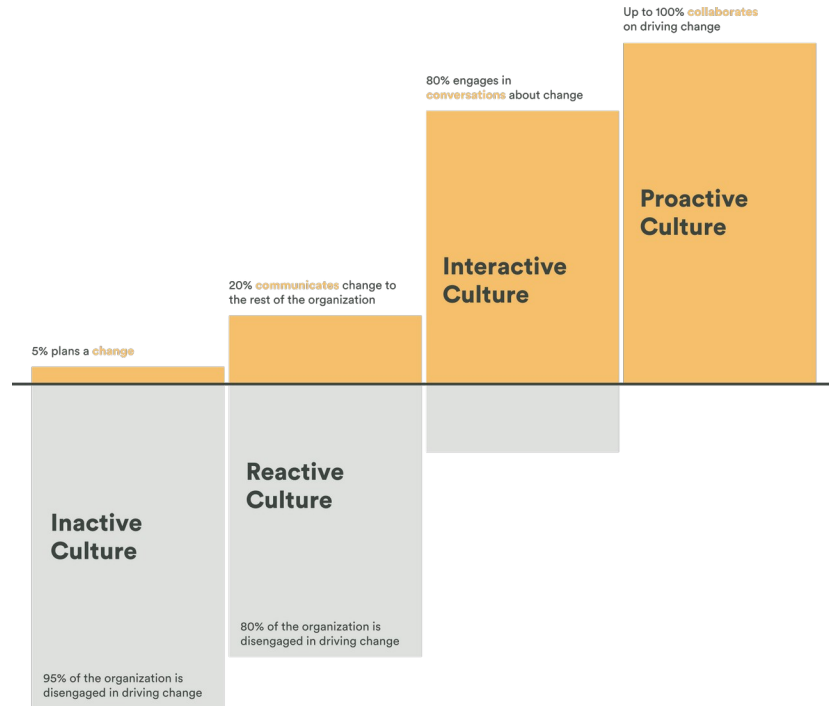 Up to 100% collaborates
on driving change
80% engages in
conversations about change
Proactive
Culture
Interactive
Culture
20% communicates change to
the rest of the organization
5% plans a change
Reactive
Culture
Inactive
Culture
80% of the organization is
disengaged in driving change
95% of the organization is
disengaged in driving change